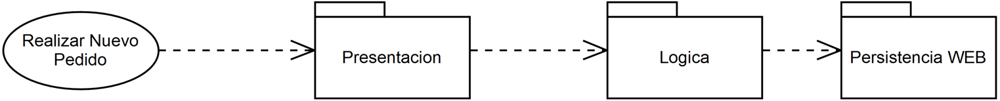 Realizar Nuevo
Pedido
Presentacion
Logica
Persistencia WEB